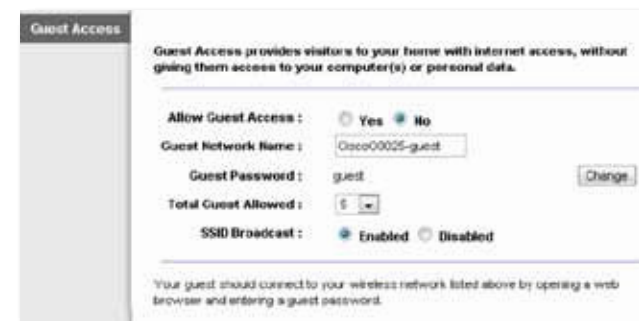 Guest Access
Guest Access provides visitors to your home with internet access, without
giving them access to your computer(s) or personal data.
Allow Guest Access : Yes No
Guest Network Name : Cisco00025-guest
Guest Password : guest Change
Total Guest Allowed : 5
SSID Broadcast : Enabled Disabled
Your guest should connect to your wireless network listed above by opening a web
browser and entering a guest password.